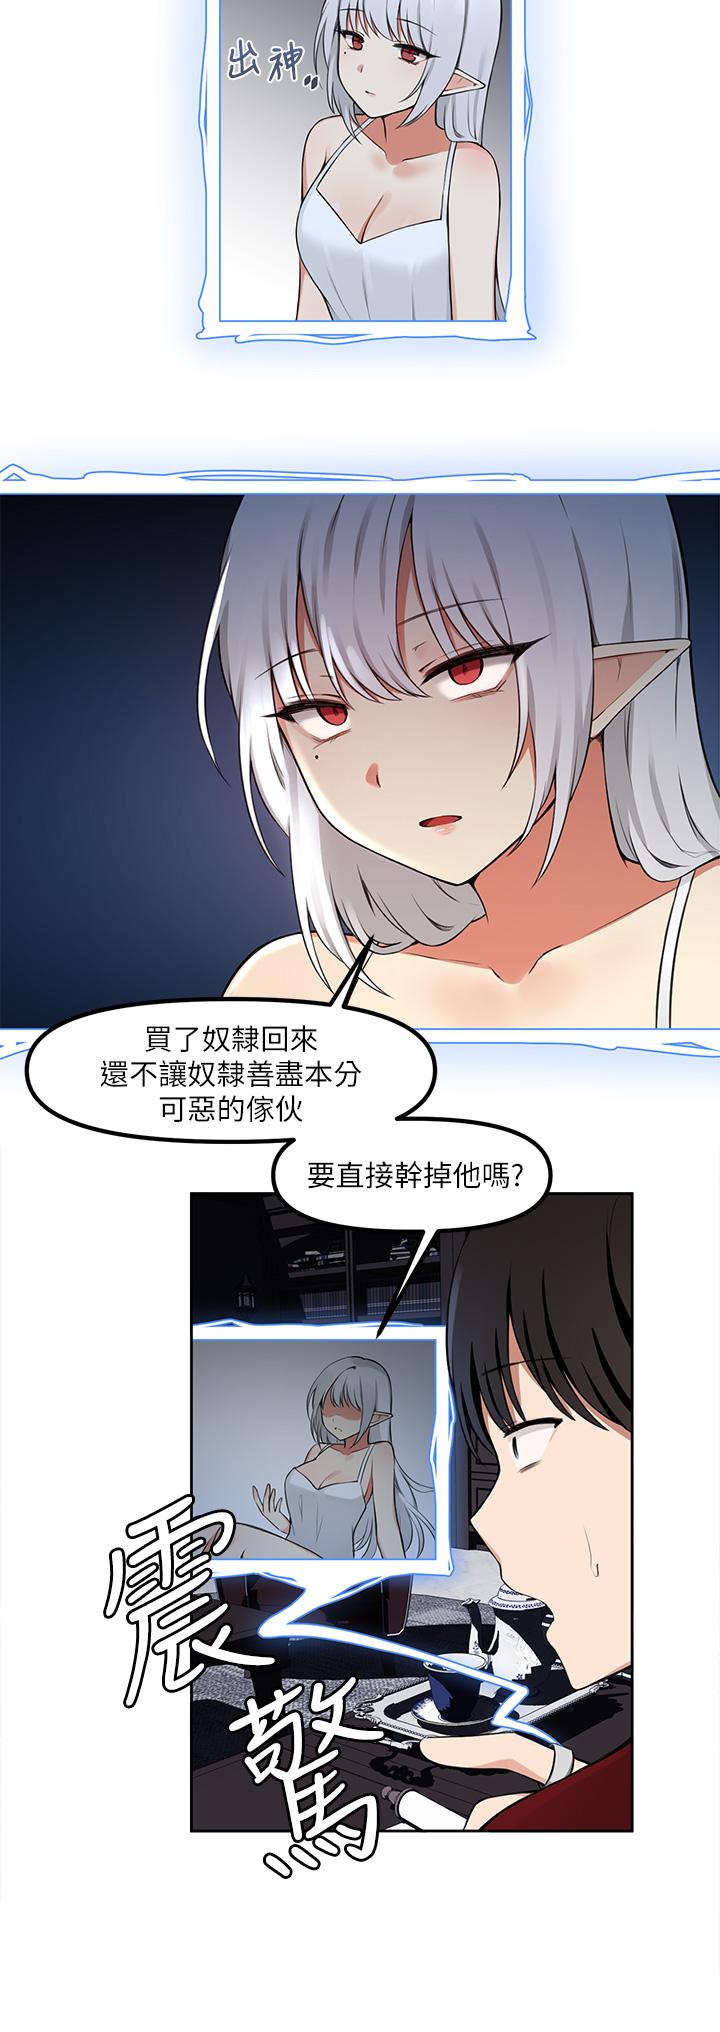 出神
買了奴隸回來
還不讓奴隸善盡本分
可惡的傢伙
要直接幹掉他嗎?
震
驚